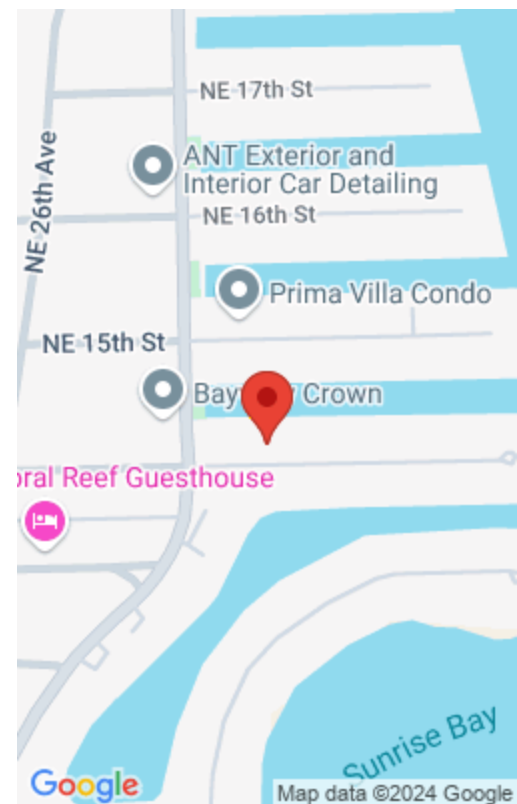 NE 17th St
NE 26th Ave
ANT Exterior and
Interior Car Detailing
NE 16th St
Prima Villa Condo
NE 15th St
Crown
oral Reef Guesthouse
Sunrise Bay
Google
Map data ©2024 Google